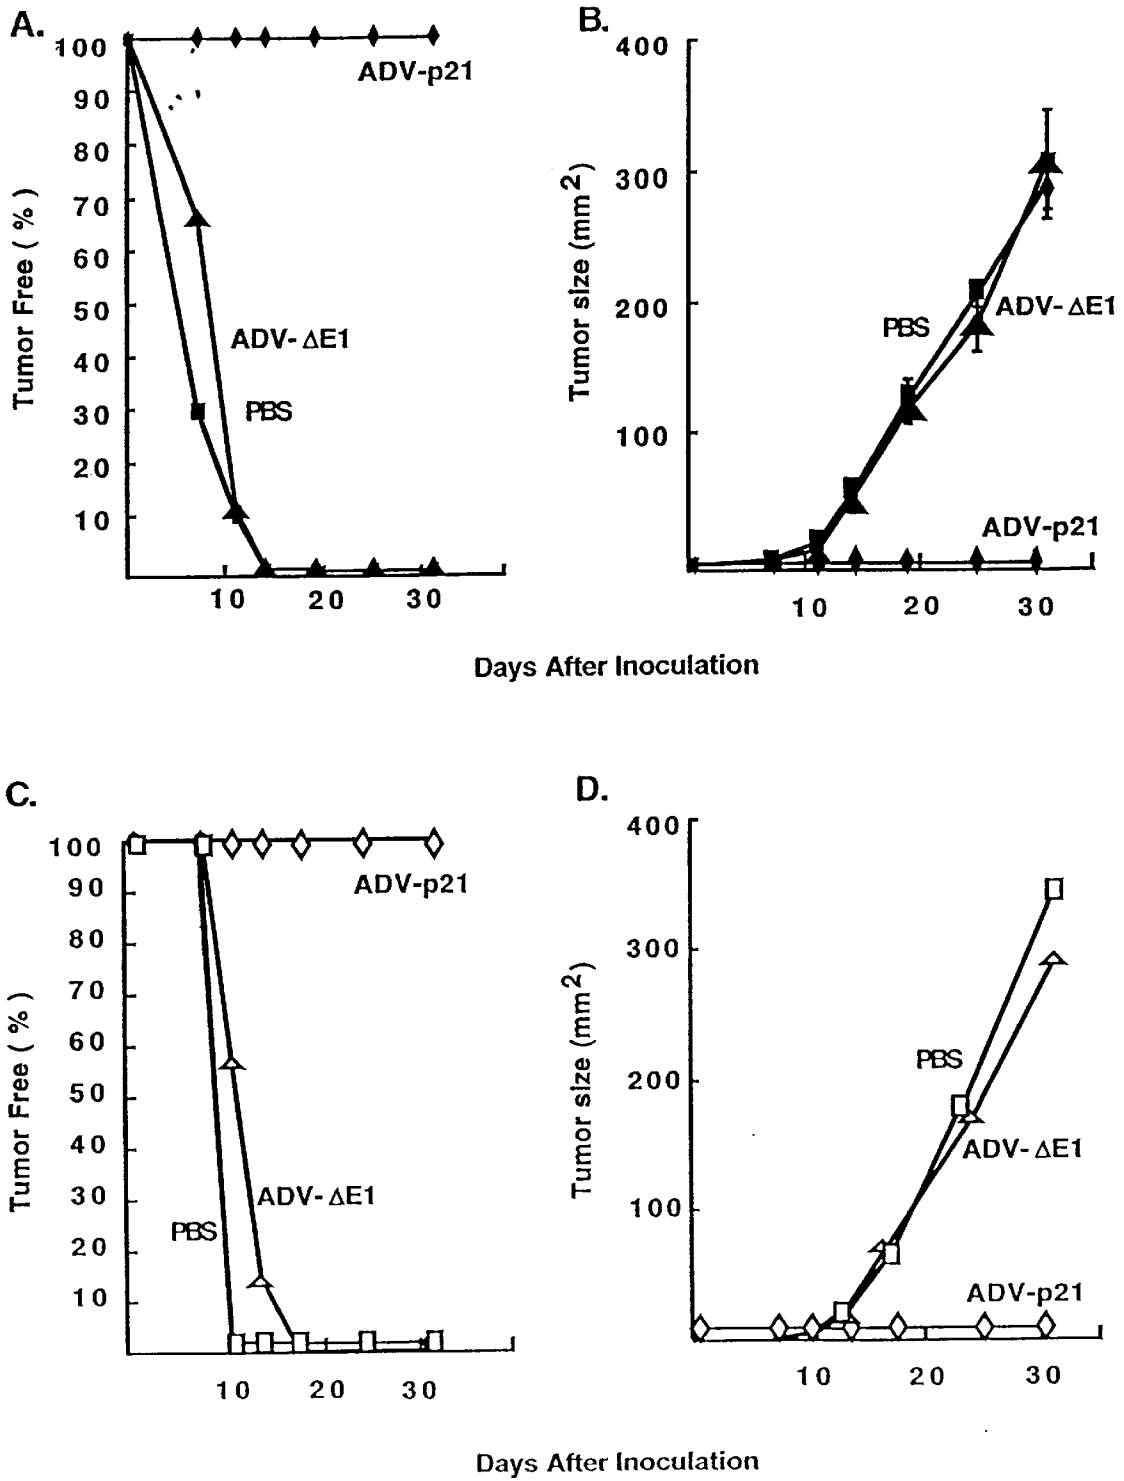 A.
100
90
80
70
60
50
40
30
20
10
Tumor Free ( % )
ADV-p21
ADV- ΔE1
PBS
10 20 30
B.
400
300
200
100
Tumor size (mm2)
PBS
ADV- ΔE1
ADV-p21
10 20 30
Days After Inoculation
C.
100
90
80
70
60
50
40
30
20
10
Tumor Free ( % )
ADV-p21
ADV- ΔE1
PBS
10 20 30
D.
400
300
200
100
Tumor size (mm2)
PBS
ADV- ΔE1
ADV-p21
10 20 30
Days After Inoculation